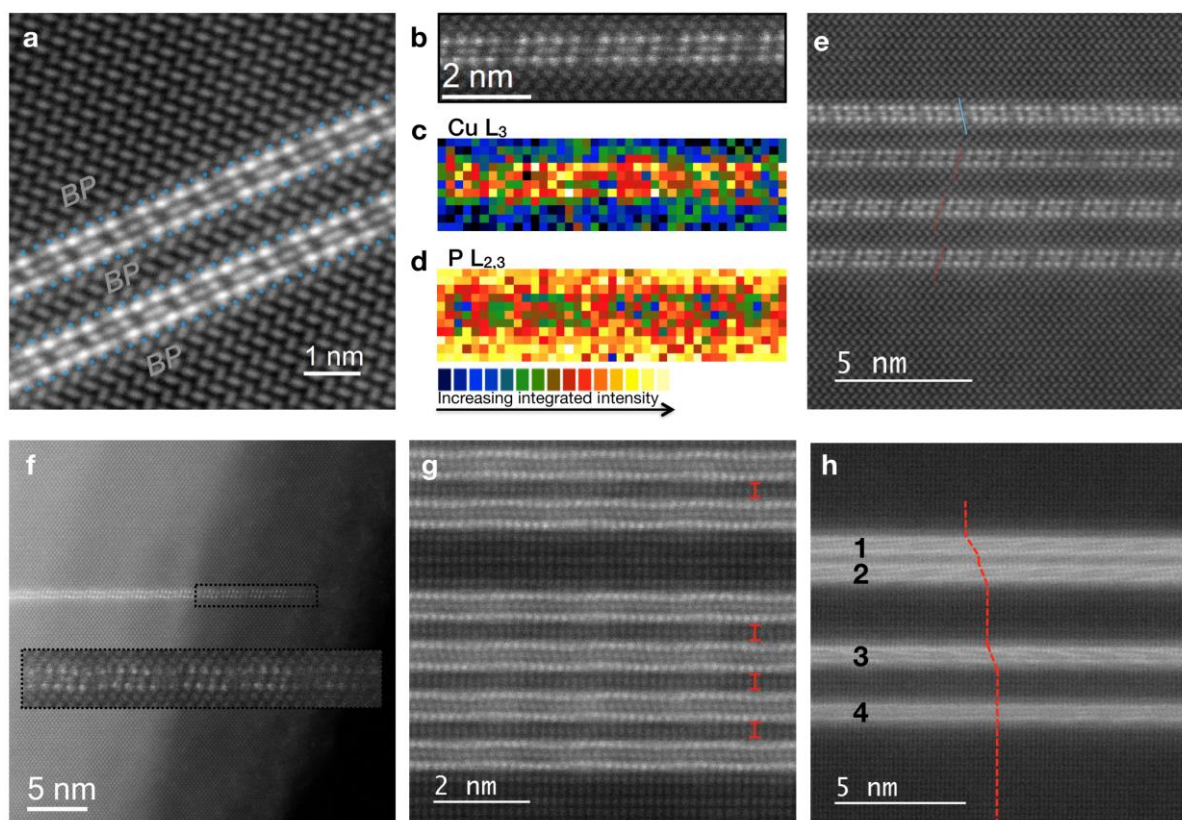 a
BP
BP
BP
1 nm
b
2 nm
c
Cu L₃
d
P L₂,₃
Increasing integrated intensity
e
5 nm
f
5 nm
g
2 nm
h
1
2
3
4
5 nm